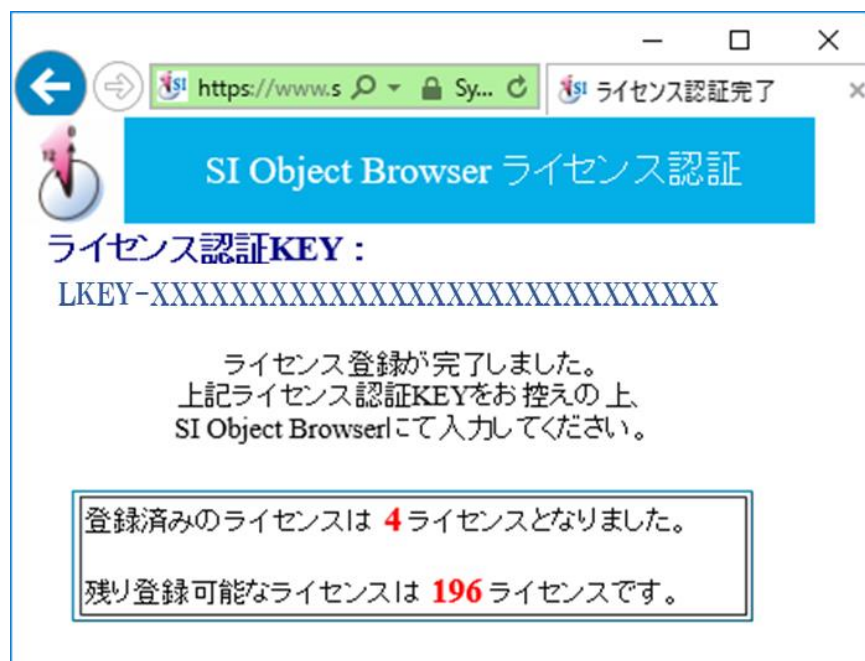 https://www.s
Sy...
ライセンス認証完了
SI Object Browser ライセンス認証
ライセンス認証KEY：
LKEY-XXXXXXXXXXXXXXXXXXXXXXXXXXXXX
ライセンス登録が完了しました。
上記ライセンス認証KEYをお控えの上、
SI Object Browserにて入力してください。
登録済みのライセンスは 4 ライセンスとなりました。
残り登録可能なライセンスは 196 ライセンスです。